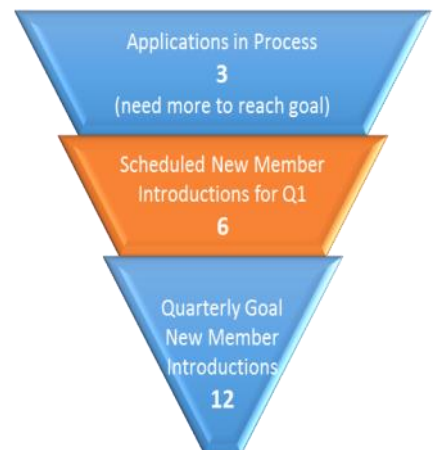 Applications in Process
3
(need more to reach goal)
Scheduled New Member
Introductions for Q1
6
Quarterly Goal
New Member
Introductions
12